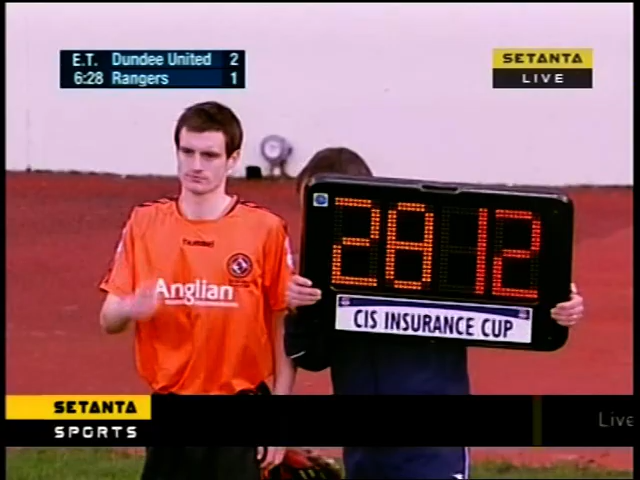 E.T. Dundee United 2
6:28 Rangers 1
SETANTA
LIVE
28 12
hummel
Anglian
CIS INSURANCE CUP
SETANTA
SPORTS
Live